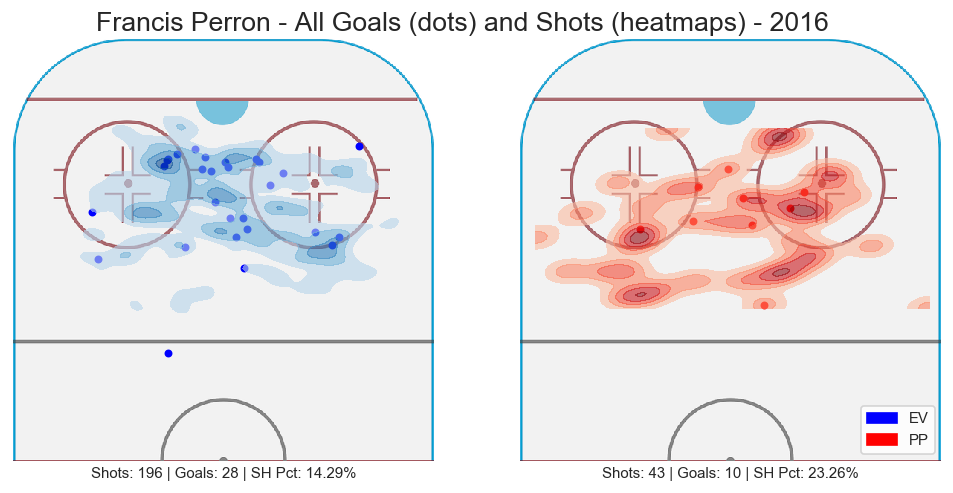 Francis Perron - All Goals (dots) and Shots (heatmaps) - 2016
EV
PP
Shots: 196 | Goals: 28 | SH Pct: 14.29%
Shots: 43 | Goals: 10 | SH Pct: 23.26%